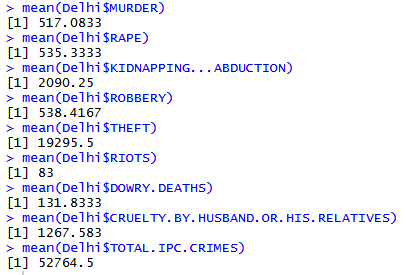 > mean(Delhi$MURDER)
[1] 517.0833
> mean(Delhi$RAPE)
[1] 535.3333
> mean(Delhi$KIDNAPPING...ABDUCTION)
[1] 2090.25
> mean(Delhi$ROBBERY)
[1] 538.4167
> mean(Delhi$THEFT)
[1] 19295.5
> mean(Delhi$RIOTS)
[1] 83
> mean(Delhi$DOWRY.DEATHS)
[1] 131.8333
> mean(Delhi$CRUELTY.BY.HUSBAND.OR.HIS.RELATIVES)
[1] 1267.583
> mean(Delhi$TOTAL.IPC.CRIMES)
[1] 52764.5